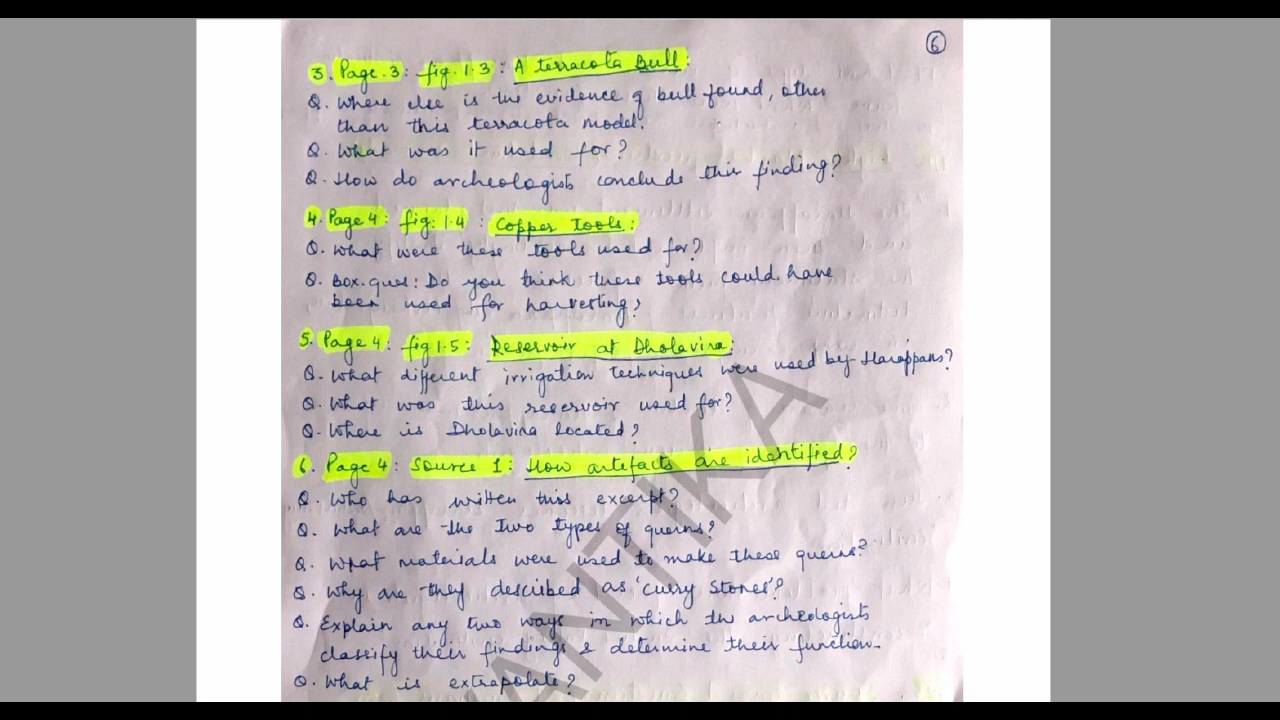 6
3. Page.3: fig.1.3: A terracota Bull:
Q. Where else is the evidence of bull found, other
than this terracota model.
Q. What was it used for?
Q. How do archeologists conclude this finding?
4. Page 4: fig: 1.4: Copper Tools:
Q. What were these tools used for?
Q. Box.ques: Do you think these tools could have
been used for harvesting?
5. Page 4: fig 1.5: Reservoir at Dholavira:
Q. What different irrigation techniques were used by Harappans?
Q. What was this reservoir used for?
Q. Where is Dholavira located?
6. Page 4: Source 1: How artefacts are identified?
Q. Who has written this excerpt?
Q. What are the two types of querns?
Q. What materials were used to make these querns?
Q. Why are they described as 'curry stones'?
Q. Explain any two ways in which the archeologists
classify their findings & determine their function.
Q. What is extrapolate?
ANTIKA